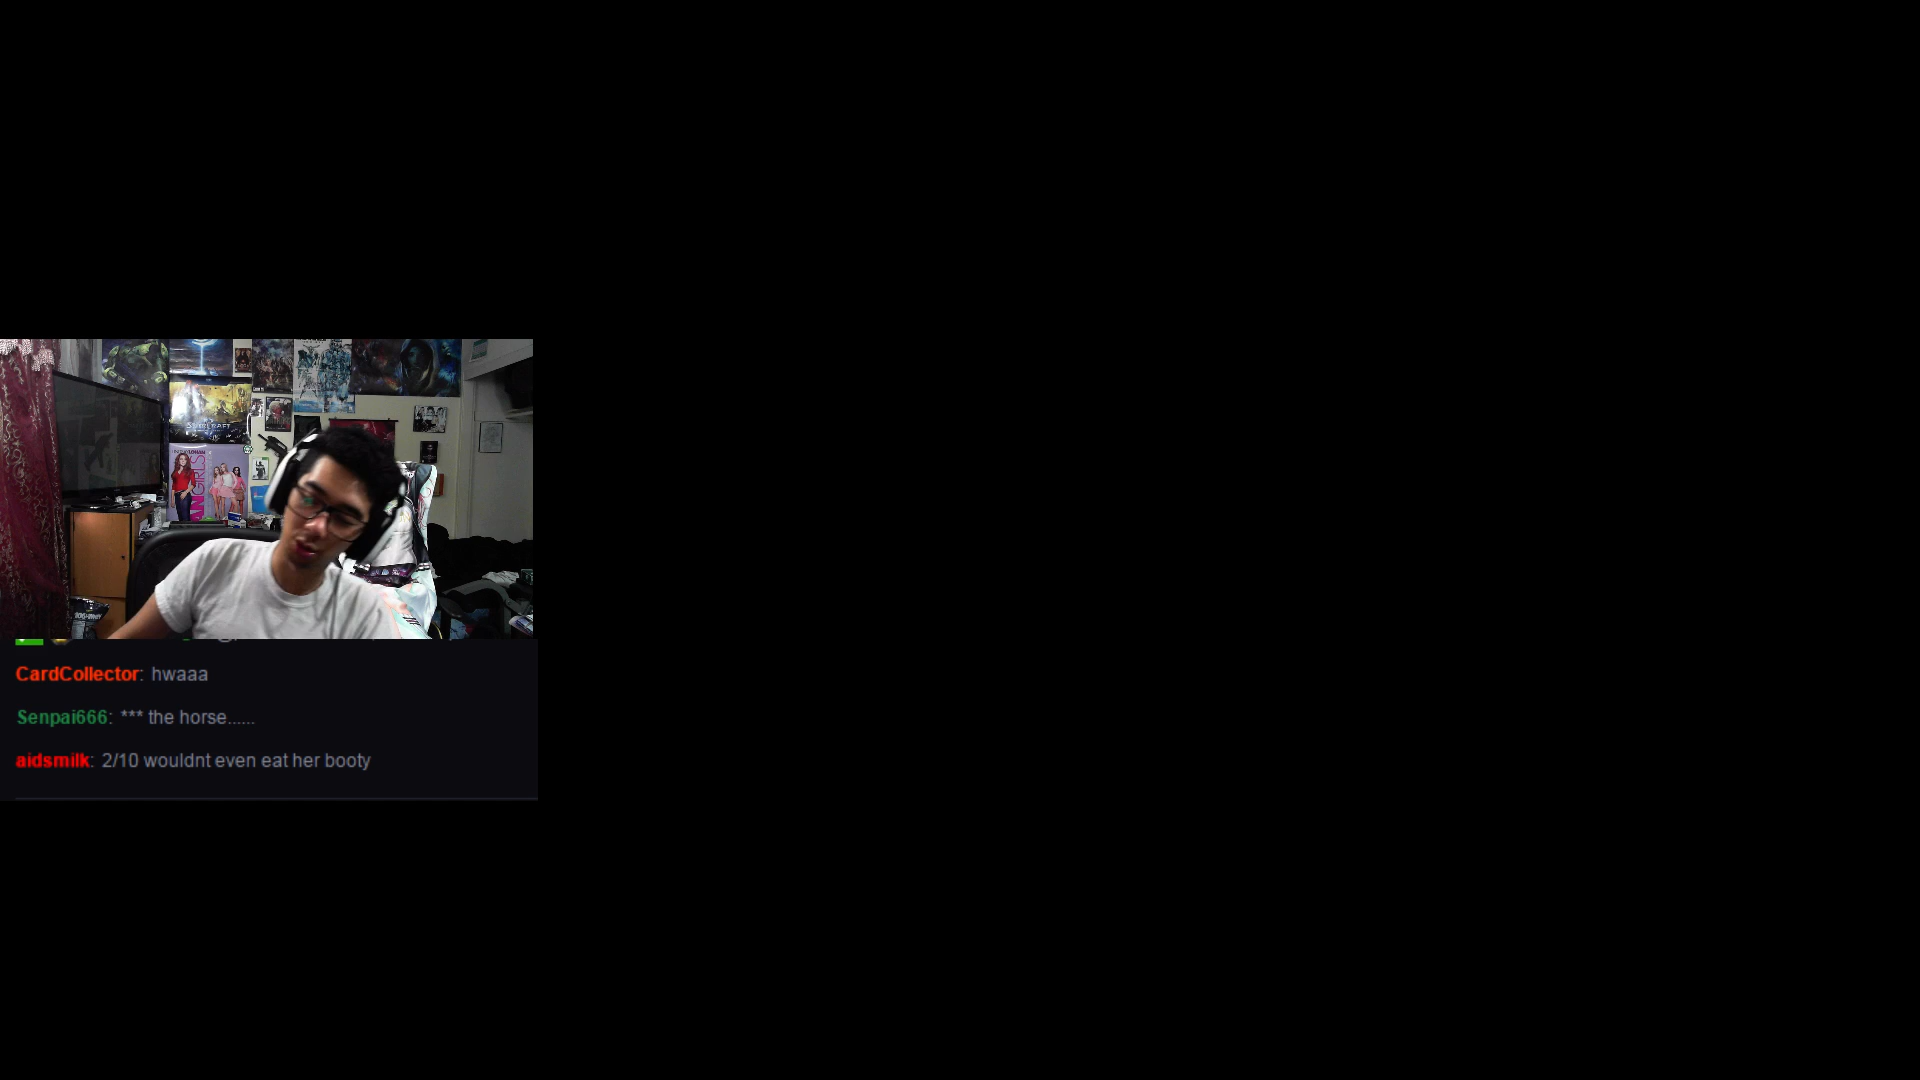 CardCollector: hwaaa
Senpai666: *** the horse......
aidsmilk: 2/10 wouldnt even eat her booty